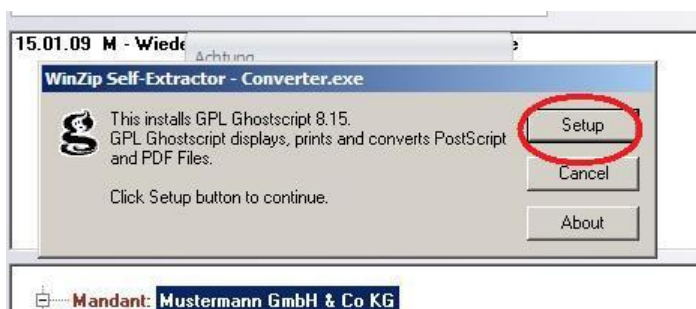 15.01.09 M - Wiede
Achtung
WinZip Self-Extractor - Converter.exe
This installs GPL Ghostscript 8.15.
GPL Ghostscript displays, prints and converts PostScript
and PDF Files.
Click Setup button to continue.
Setup
Cancel
About
Mandant: Mustermann GmbH & Co KG